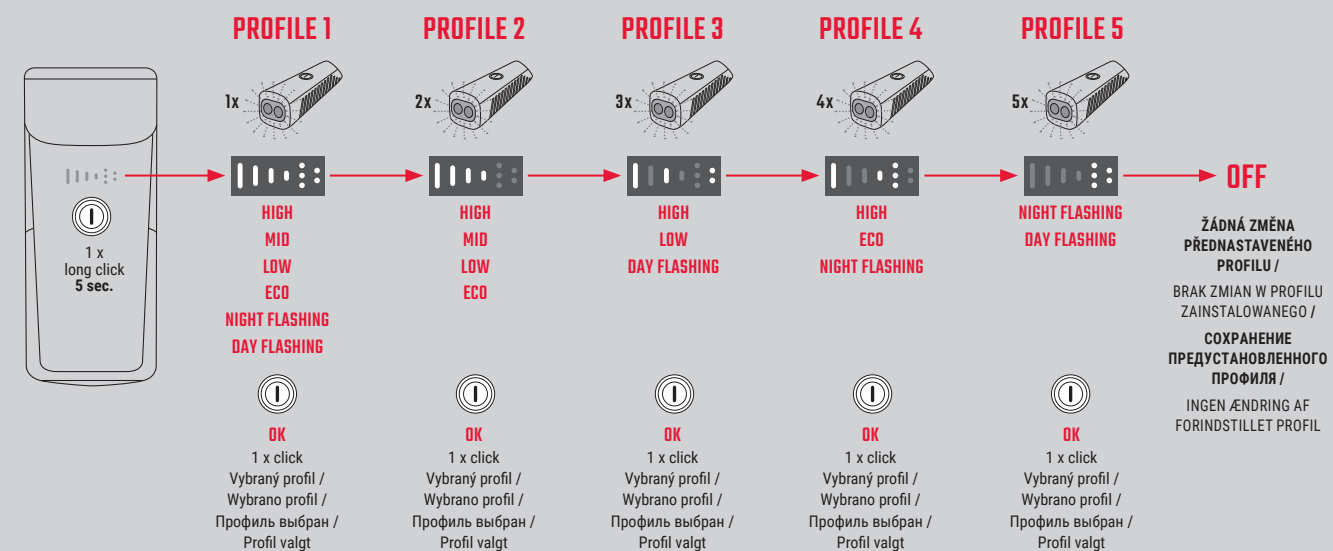 PROFILE 1
PROFILE 2
PROFILE 3
PROFILE 4
PROFILE 5
1x
2x
3x
4x
5x
1 x
long click
5 sec.
HIGH
MID
LOW
ECO
NIGHT FLASHING
DAY FLASHING
HIGH
MID
LOW
ECO
HIGH
LOW
DAY FLASHING
HIGH
ECO
NIGHT FLASHING
NIGHT FLASHING
DAY FLASHING
OFF
ŽÁDNÁ ZMĚNA
PŘEDNASTAVENÉHO
PROFILU /
BRAK ZMIAN W PROFILU
ZAINSTALOWANEGO /
СОХРАНЕНИЕ
ПРЕДУСТАНОВЛЕННОГО
ПРОФИЛЯ /
INGEN ÆNDRING AF
FORINDSTILLET PROFIL
OK
1 x click
Vybraný profil /
Wybrano profil /
Профиль выбран /
Profil valgt
OK
1 x click
Vybraný profil /
Wybrano profil /
Профиль выбран /
Profil valgt
OK
1 x click
Vybraný profil /
Wybrano profil /
Профиль выбран /
Profil valgt
OK
1 x click
Vybraný profil /
Wybrano profil /
Профиль выбран /
Profil valgt
OK
1 x click
Vybraný profil /
Wybrano profil /
Профиль выбран /
Profil valgt